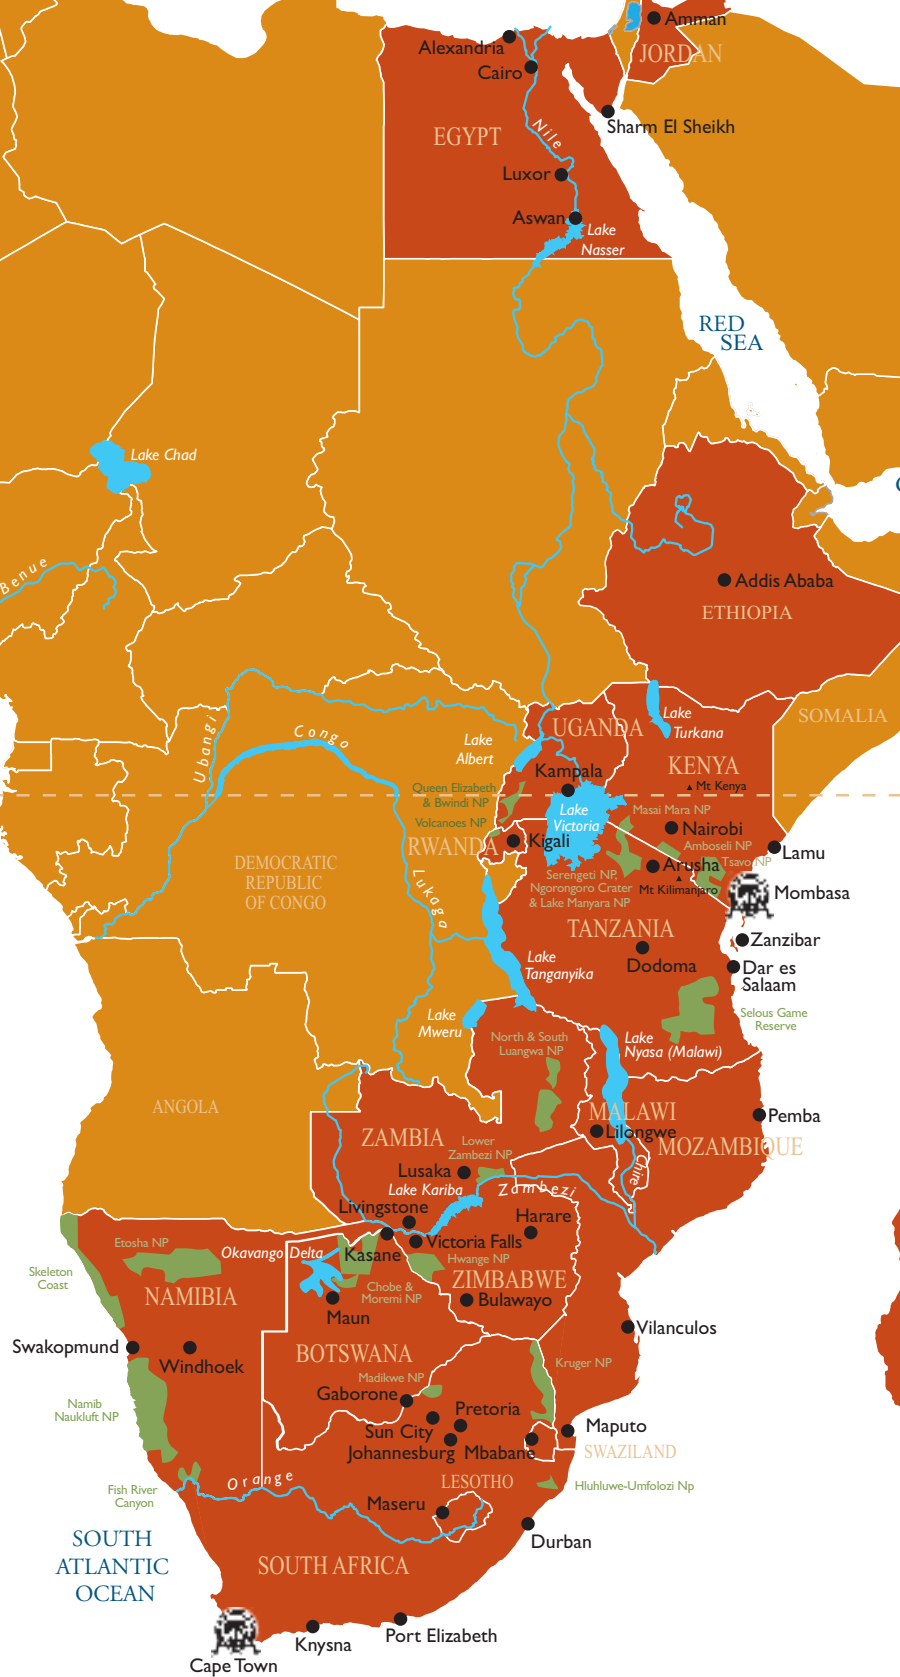 Amman
JORDAN
Alexandria
Cairo
Sharm El Sheikh
EGYPT
Nile
Luxor
Aswan
Lake
Nasser
RED
SEA
Lake Chad
Benue
Addis Ababa
ETHIOPIA
SOMALIA
Ubangi
Congo
Lake
Albert
UGANDA
Lake
Turkana
KENYA
Mt Kenya
Kampala
Queen Elizabeth
& Bwindi NP
Volcanoes NP
Lake
Victoria
Masai Mara NP
Nairobi
RWANDA
Kigali
Amboseli NP
Tsavo NP
Lamu
Arusha
Mt Kilimanjaro
Mombasa
Serengeti NP,
Ngorongoro Crater
& Lake Manyara NP
DEMOCRATIC
REPUBLIC
OF CONGO
Lukaga
TANZANIA
Zanzibar
Dodoma
Lake
Tanganyika
Dar es
Salaam
Selous Game
Reserve
Lake
Mweru
North & South
Luangwa NP
Lake
Nyasa (Malawi)
ANGOLA
MALAWI
Lilongwe
Pemba
MOZAMBIQUE
ZAMBIA
Lower
Zambezi NP
Lusaka
Chire
Lake Kariba
Zambezi
Livingstone
Harare
Victoria Falls
Kasane
Hwange NP
Etosha NP
Okavango Delta
Skeleton
Coast
NAMIBIA
Chobe &
Moremi NP
ZIMBABWE
Bulawayo
Maun
Vilanculos
Swakopmund
Windhoek
BOTSWANA
Kruger NP
Madikwe NP
Gaborone
Namib
Naukluft NP
Pretoria
Sun City
Maputo
Johannesburg
Mbabane
SWAZILAND
Orange
LESOTHO
Hluhluwe-Umfolozi Np
Fish River
Canyon
Maseru
Durban
SOUTH
ATLANTIC
OCEAN
SOUTH AFRICA
Knysna
Port Elizabeth
Cape Town